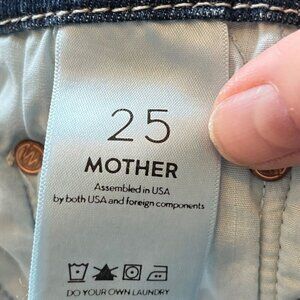 25
MOTHER
Assembled in USA
by both USA and foreign components
DO YOUR OWN LAUNDRY